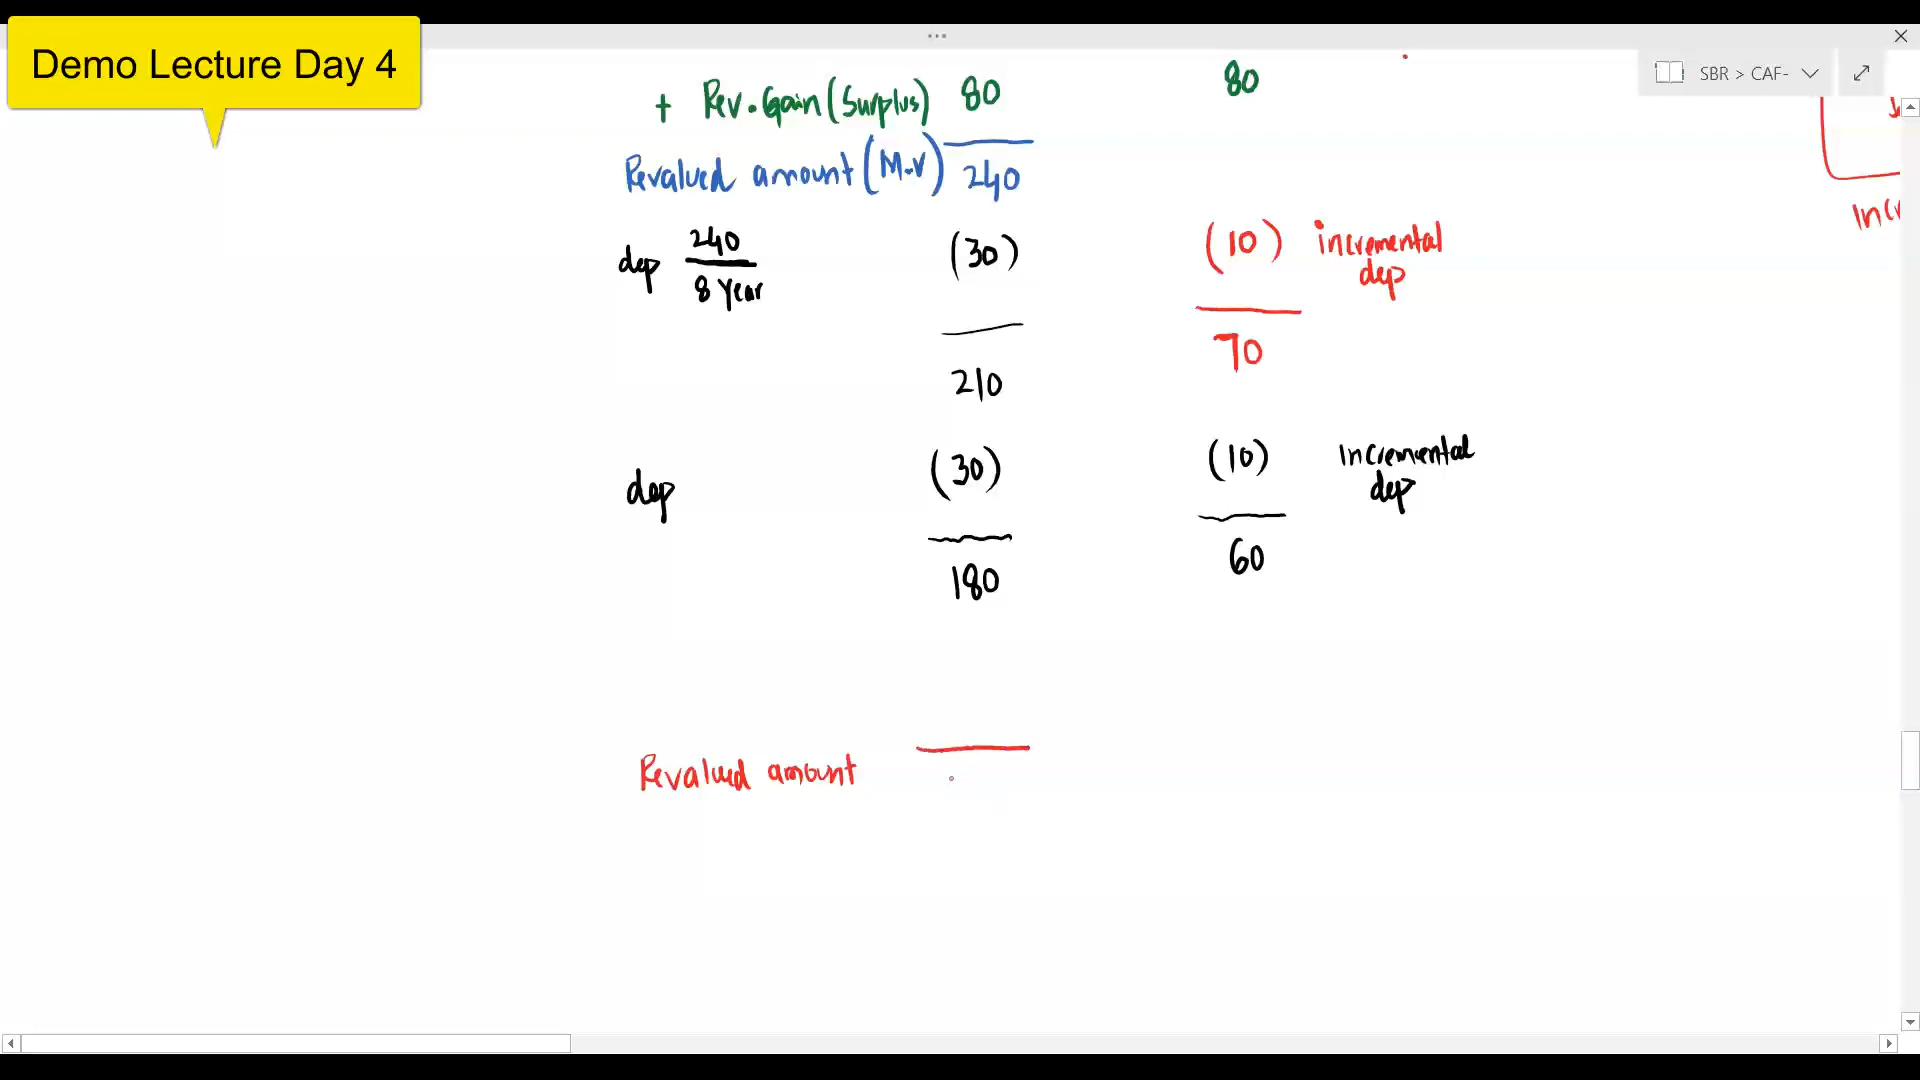 Demo Lecture Day 4
SBR > CAF-
+ Rev. Gain (Surplus) 80 80
Revalued amount (M.V) 240
dep 240 / 8 Year (30) (10) incremental dep
210 70
dep (30) (10) incremental dep
180 60
Revalued amount
Incr